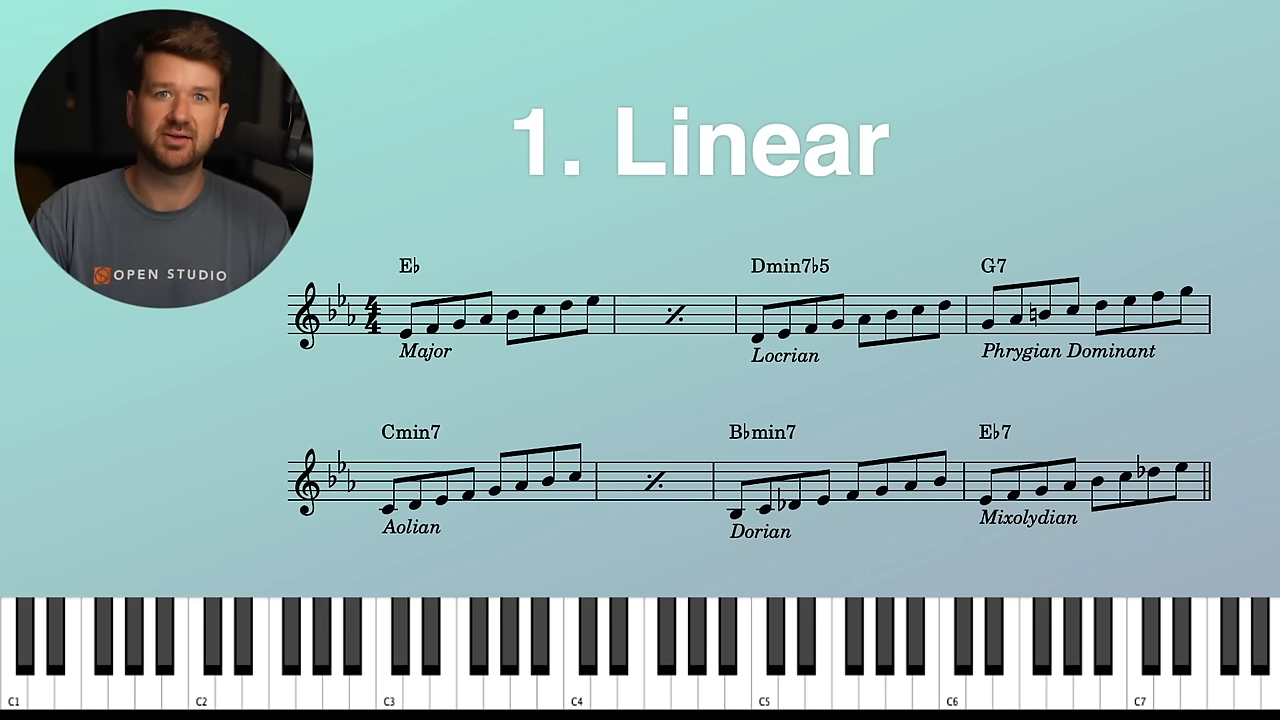 1. Linear
OPEN STUDIO
E♭ Dmin7♭5 G7
Major Locrian Phrygian Dominant
Cmin7 B♭min7 E♭7
Aolian Dorian Mixolydian
C1 C2 C3 C4 C5 C6 C7